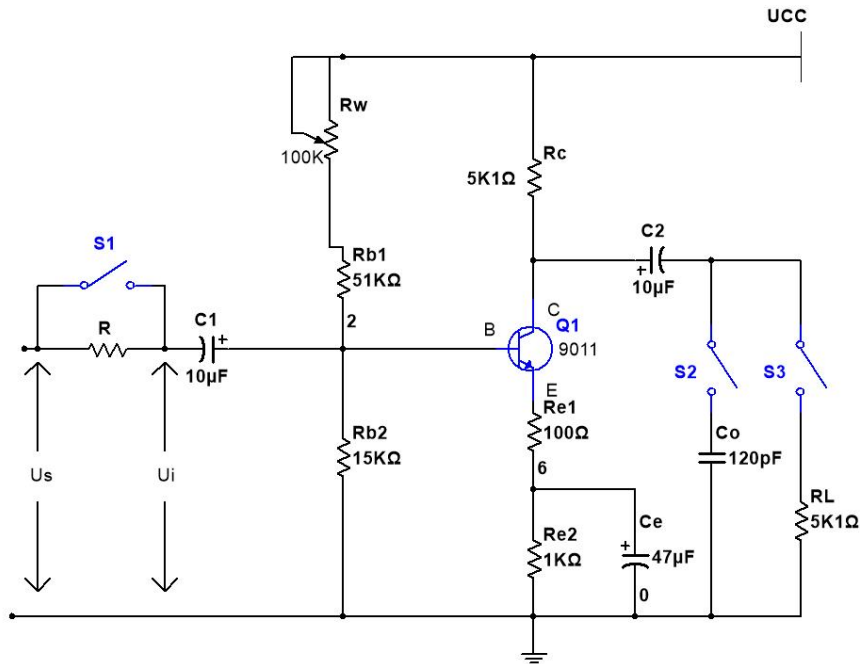 UCC
Rw
100K
Rc
5K1Ω
S1
Rb1
51KΩ
C2
10µF
R
C1
10µF
2
B
C
Q1
9011
E
S2
S3
Rb2
15KΩ
Re1
100Ω
6
Co
120pF
Us
Ui
RL
5K1Ω
Re2
1KΩ
Ce
47µF
0